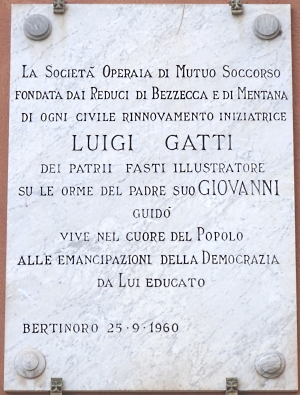 LA SOCIETÀ OPERAIA DI MUTUO SOCCORSO
FONDATA DAI REDUCI DI BEZZECCA E DI MENTANA
DI OGNI CIVILE RINNOVAMENTO INIZIATRICE
LUIGI GATTI
DEI PATRII FASTI ILLUSTRATORE
SU LE ORME DEL PADRE SUO GIOVANNI
GUIDÒ
VIVE NEL CUORE DEL POPOLO
ALLE EMANCIPAZIONI DELLA DEMOCRAZIA
DA LUI EDUCATO
BERTINORO 25·9·1960